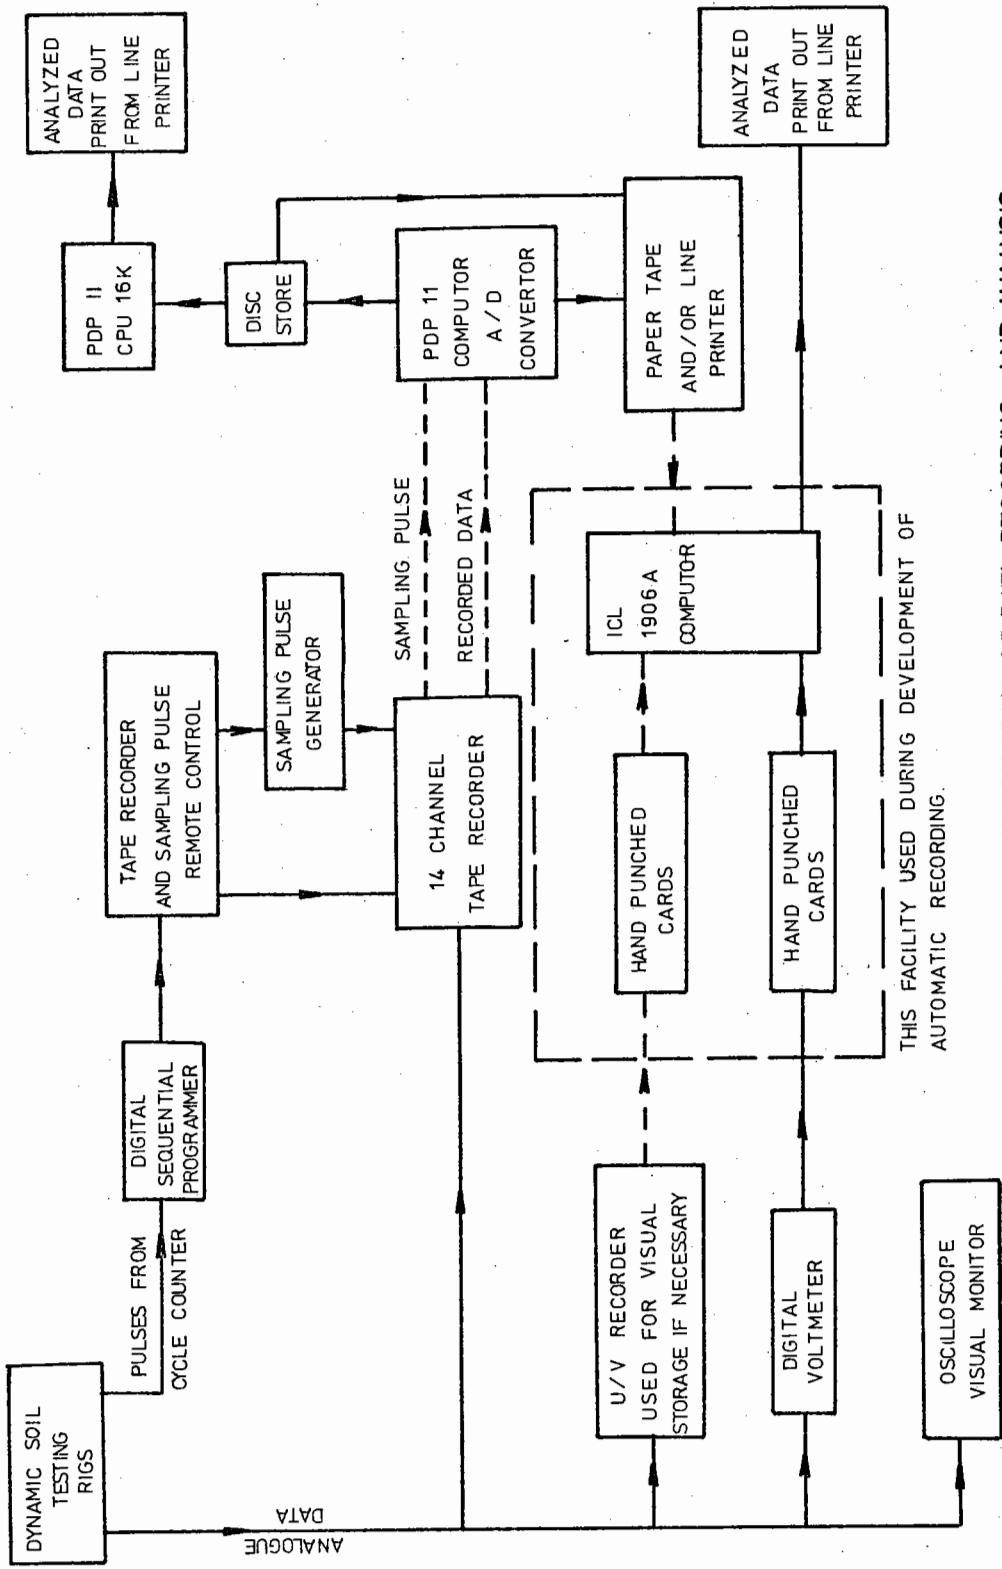 DYNAMIC SOIL
TESTING
RIGS
PULSES FROM
CYCLE COUNTER
DIGITAL
SEQUENTIAL
PROGRAMMER
TAPE RECORDER
AND SAMPLING PULSE
REMOTE CONTROL
SAMPLING PULSE
GENERATOR
14 CHANNEL
TAPE RECORDER
SAMPLING PULSE
RECORDED DATA
PDP 11
COMPUTOR
A/D
CONVERTOR
DISC
STORE
PDP 11
CPU 16K
ANALYZED
DATA
PRINT OUT
FROM LINE
PRINTER
PAPER TAPE
AND/OR LINE
PRINTER
ANALOGUE
DATA
U/V RECORDER
USED FOR VISUAL
STORAGE IF NECESSARY
HAND PUNCHED
CARDS
ICL
1906A
COMPUTOR
DIGITAL
VOLTMETER
HAND PUNCHED
CARDS
ANALYZED
DATA
PRINT OUT
FROM LINE
PRINTER
OSCILLOSCOPE
VISUAL MONITOR
THIS FACILITY USED DURING DEVELOPMENT OF
AUTOMATIC RECORDING.